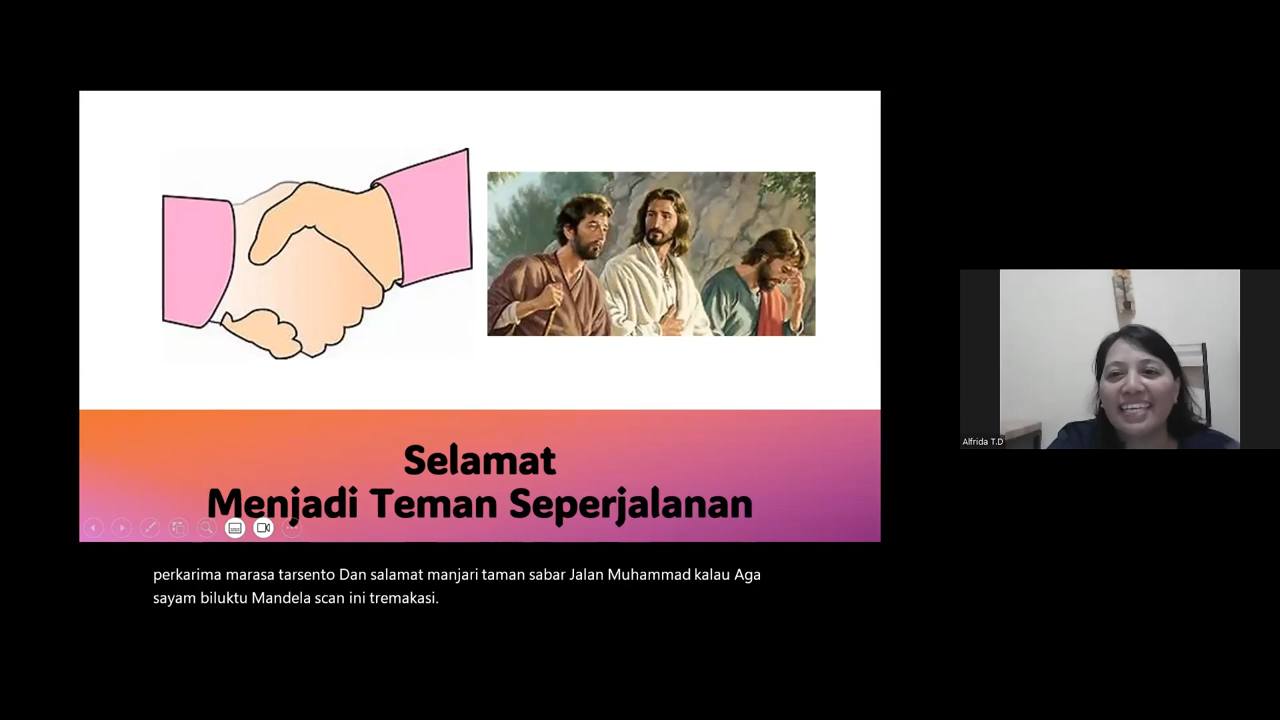 Selamat
Menjadi Teman Seperjalanan
Alfrida T.D
perkarima marasa tarsento Dan salamat manjari taman sabar Jalan Muhammad kalau Aga
sayam biluktu Mandela scan ini tremakasi.